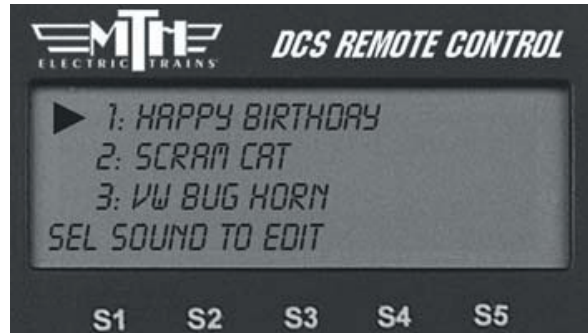 MTH DCS REMOTE CONTROL
ELECTRIC TRAINS
▶ 1: HAPPY BIRTHDAY
2: SCRAM CAT
3: VW BUG HORN
SEL SOUND TO EDIT
S1 S2 S3 S4 S5